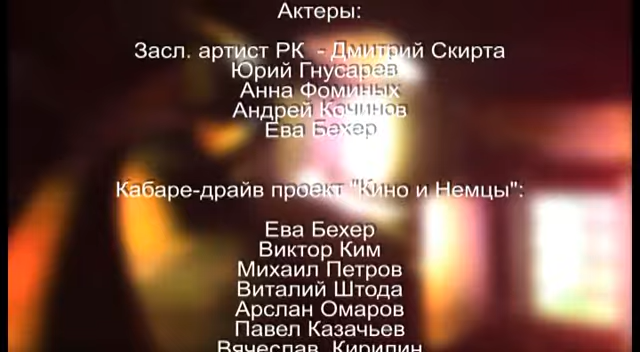 Актеры:
Засл. артист РК - Дмитрий Скирта
Юрий Гнусарев
Анна Фоминых
Андрей Кочинов
Ева Бехер
Кабаре-драйв проект "Кино и Немцы":
Ева Бехер
Виктор Ким
Михаил Петров
Виталий Штода
Арслан Омаров
Павел Казачьев
Вячеслав Кирилин